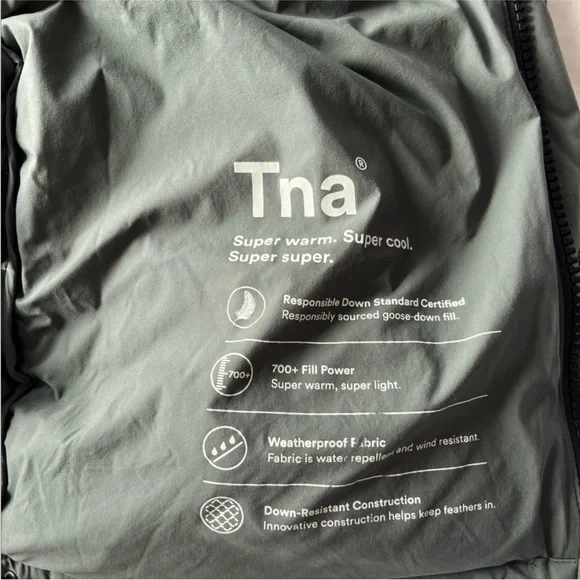 Tna®
Super warm. Super cool.
Super super.
Responsible Down Standard Certified
Responsibly sourced goose-down fill.
-700+
700+ Fill Power
Super warm, super light.
Weatherproof Fabric
Fabric is water repellent and wind resistant.
Down-Resistant Construction
Innovative construction helps keep feathers in.